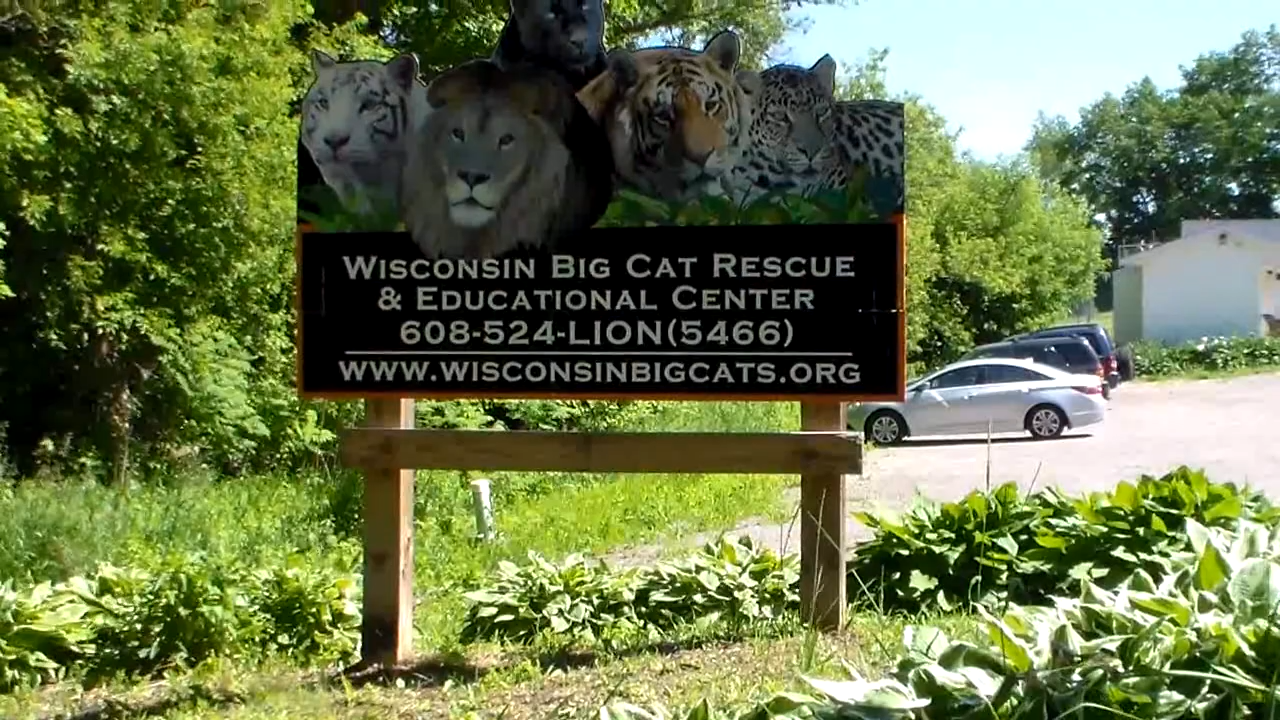 WISCONSIN BIG CAT RESCUE
& EDUCATIONAL CENTER
608-524-LION(5466)
WWW.WISCONSINBIGCATS.ORG